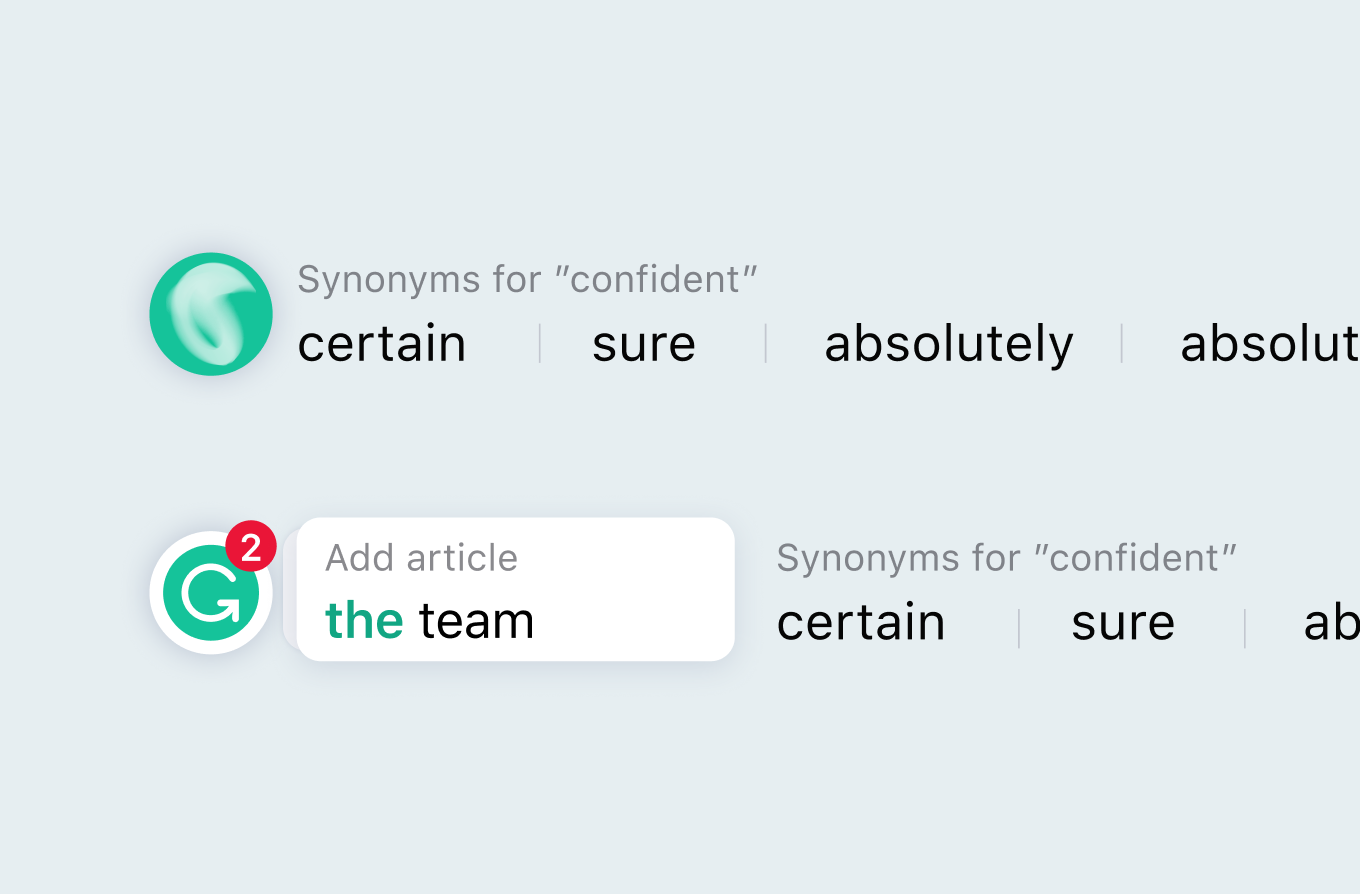 Synonyms for ”confident”
certain | sure | absolutely | absolut
2
Add article
the team
Synonyms for ”confident”
certain | sure | ab